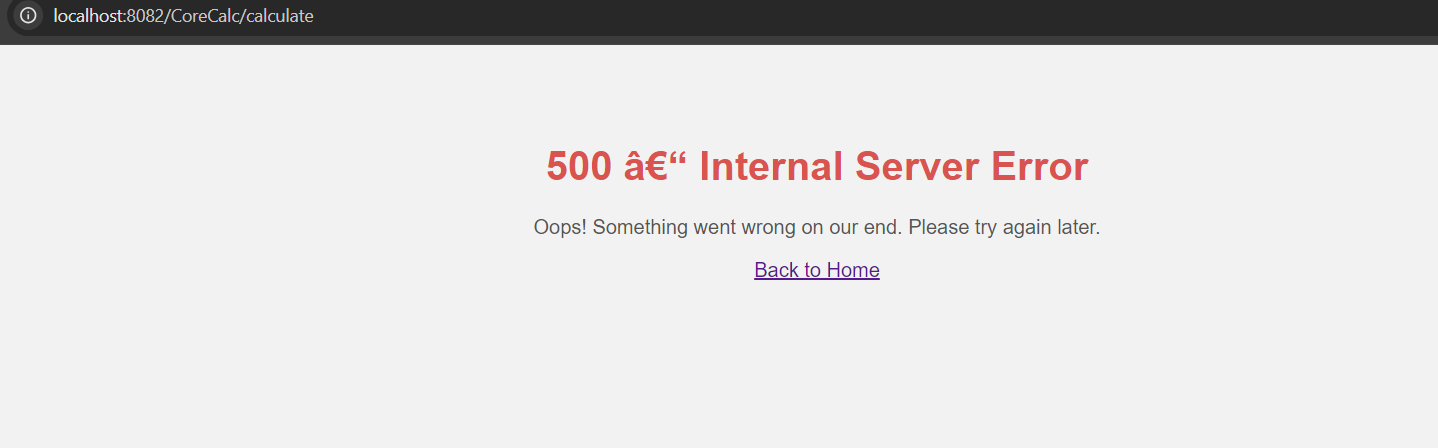 localhost:8082/CoreCalc/calculate
500 â€“ Internal Server Error
Oops! Something went wrong on our end. Please try again later.
Back to Home